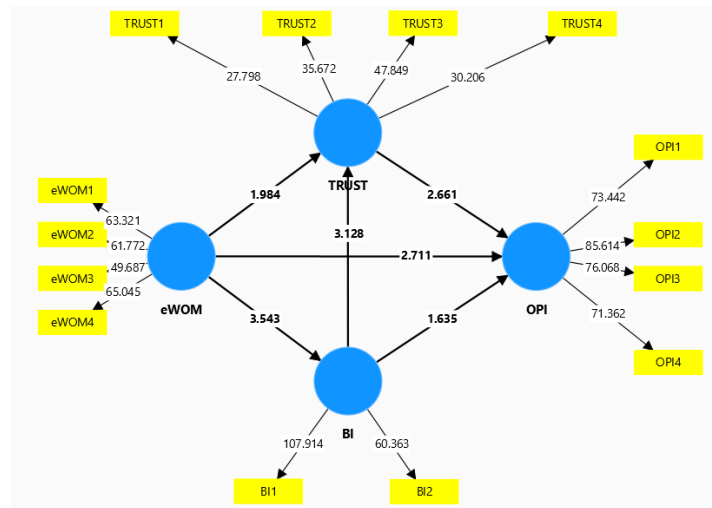 TRUST1
TRUST2
TRUST3
TRUST4
27.798
35.672
47.849
30.206
TRUST
OPI1
eWOM1
1.984
2.661
73.442
63.321
eWOM2
61.772
3.128
85.614
OPI2
2.711
eWOM3
49.687
76.068
OPI3
65.045
eWOM4
eWOM
3.543
1.635
OPI
71.362
OPI4
BI
107.914
60.363
BI1
BI2